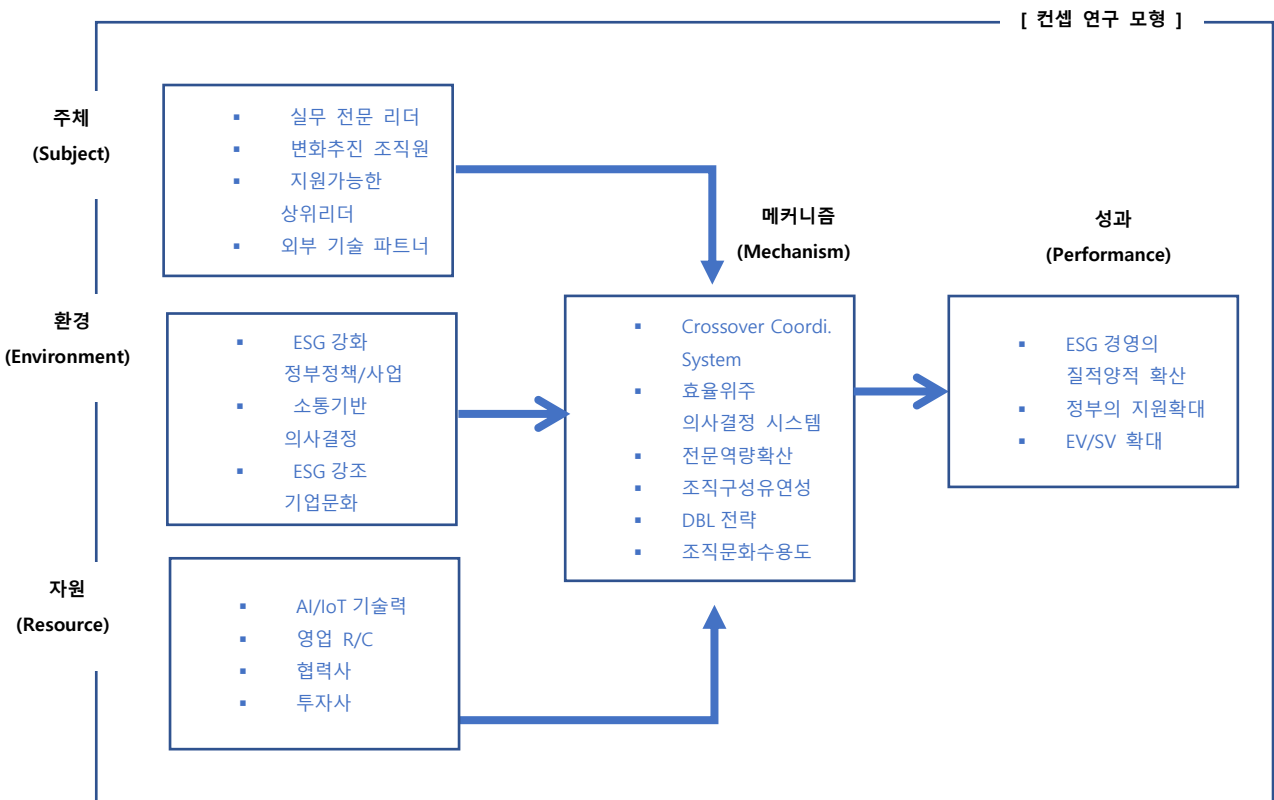 [ 컨셉 연구 모형 ]
주체
(Subject)
▪ 실무 전문 리더
▪ 변화추진 조직원
▪ 지원가능한
상위리더
▪ 외부 기술 파트너
환경
(Environment)
▪ ESG 강화
정부정책/사업
▪ 소통기반
의사결정
▪ ESG 강조
기업문화
자원
(Resource)
▪ AI/IoT 기술력
▪ 영업 R/C
▪ 협력사
▪ 투자사
메커니즘
(Mechanism)
▪ Crossover Coordi.
System
▪ 효율위주
의사결정 시스템
▪ 전문역량확산
▪ 조직구성유연성
▪ DBL 전략
▪ 조직문화수용도
성과
(Performance)
▪ ESG 경영의
질적양적 확산
▪ 정부의 지원확대
▪ EV/SV 확대